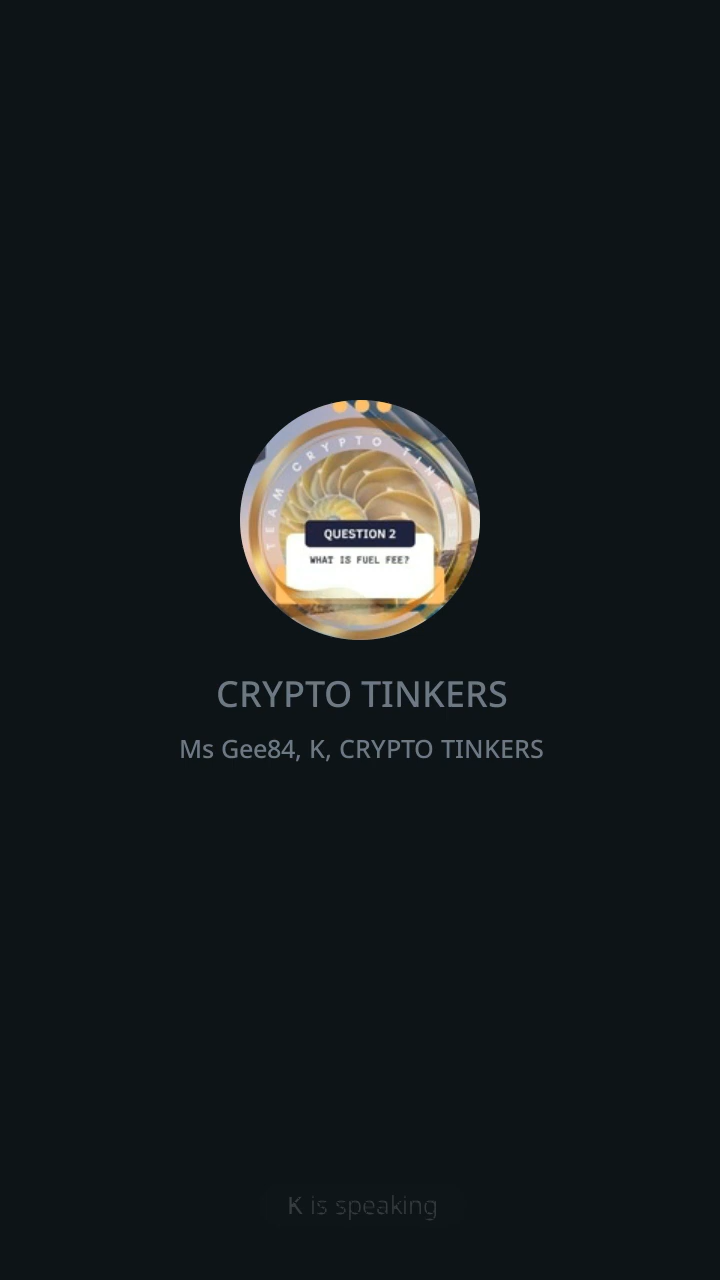 TEAM CRYPTO TINKERS
QUESTION 2
WHAT IS FUEL FEE?
CRYPTO TINKERS
Ms Gee84, K, CRYPTO TINKERS
K is speaking